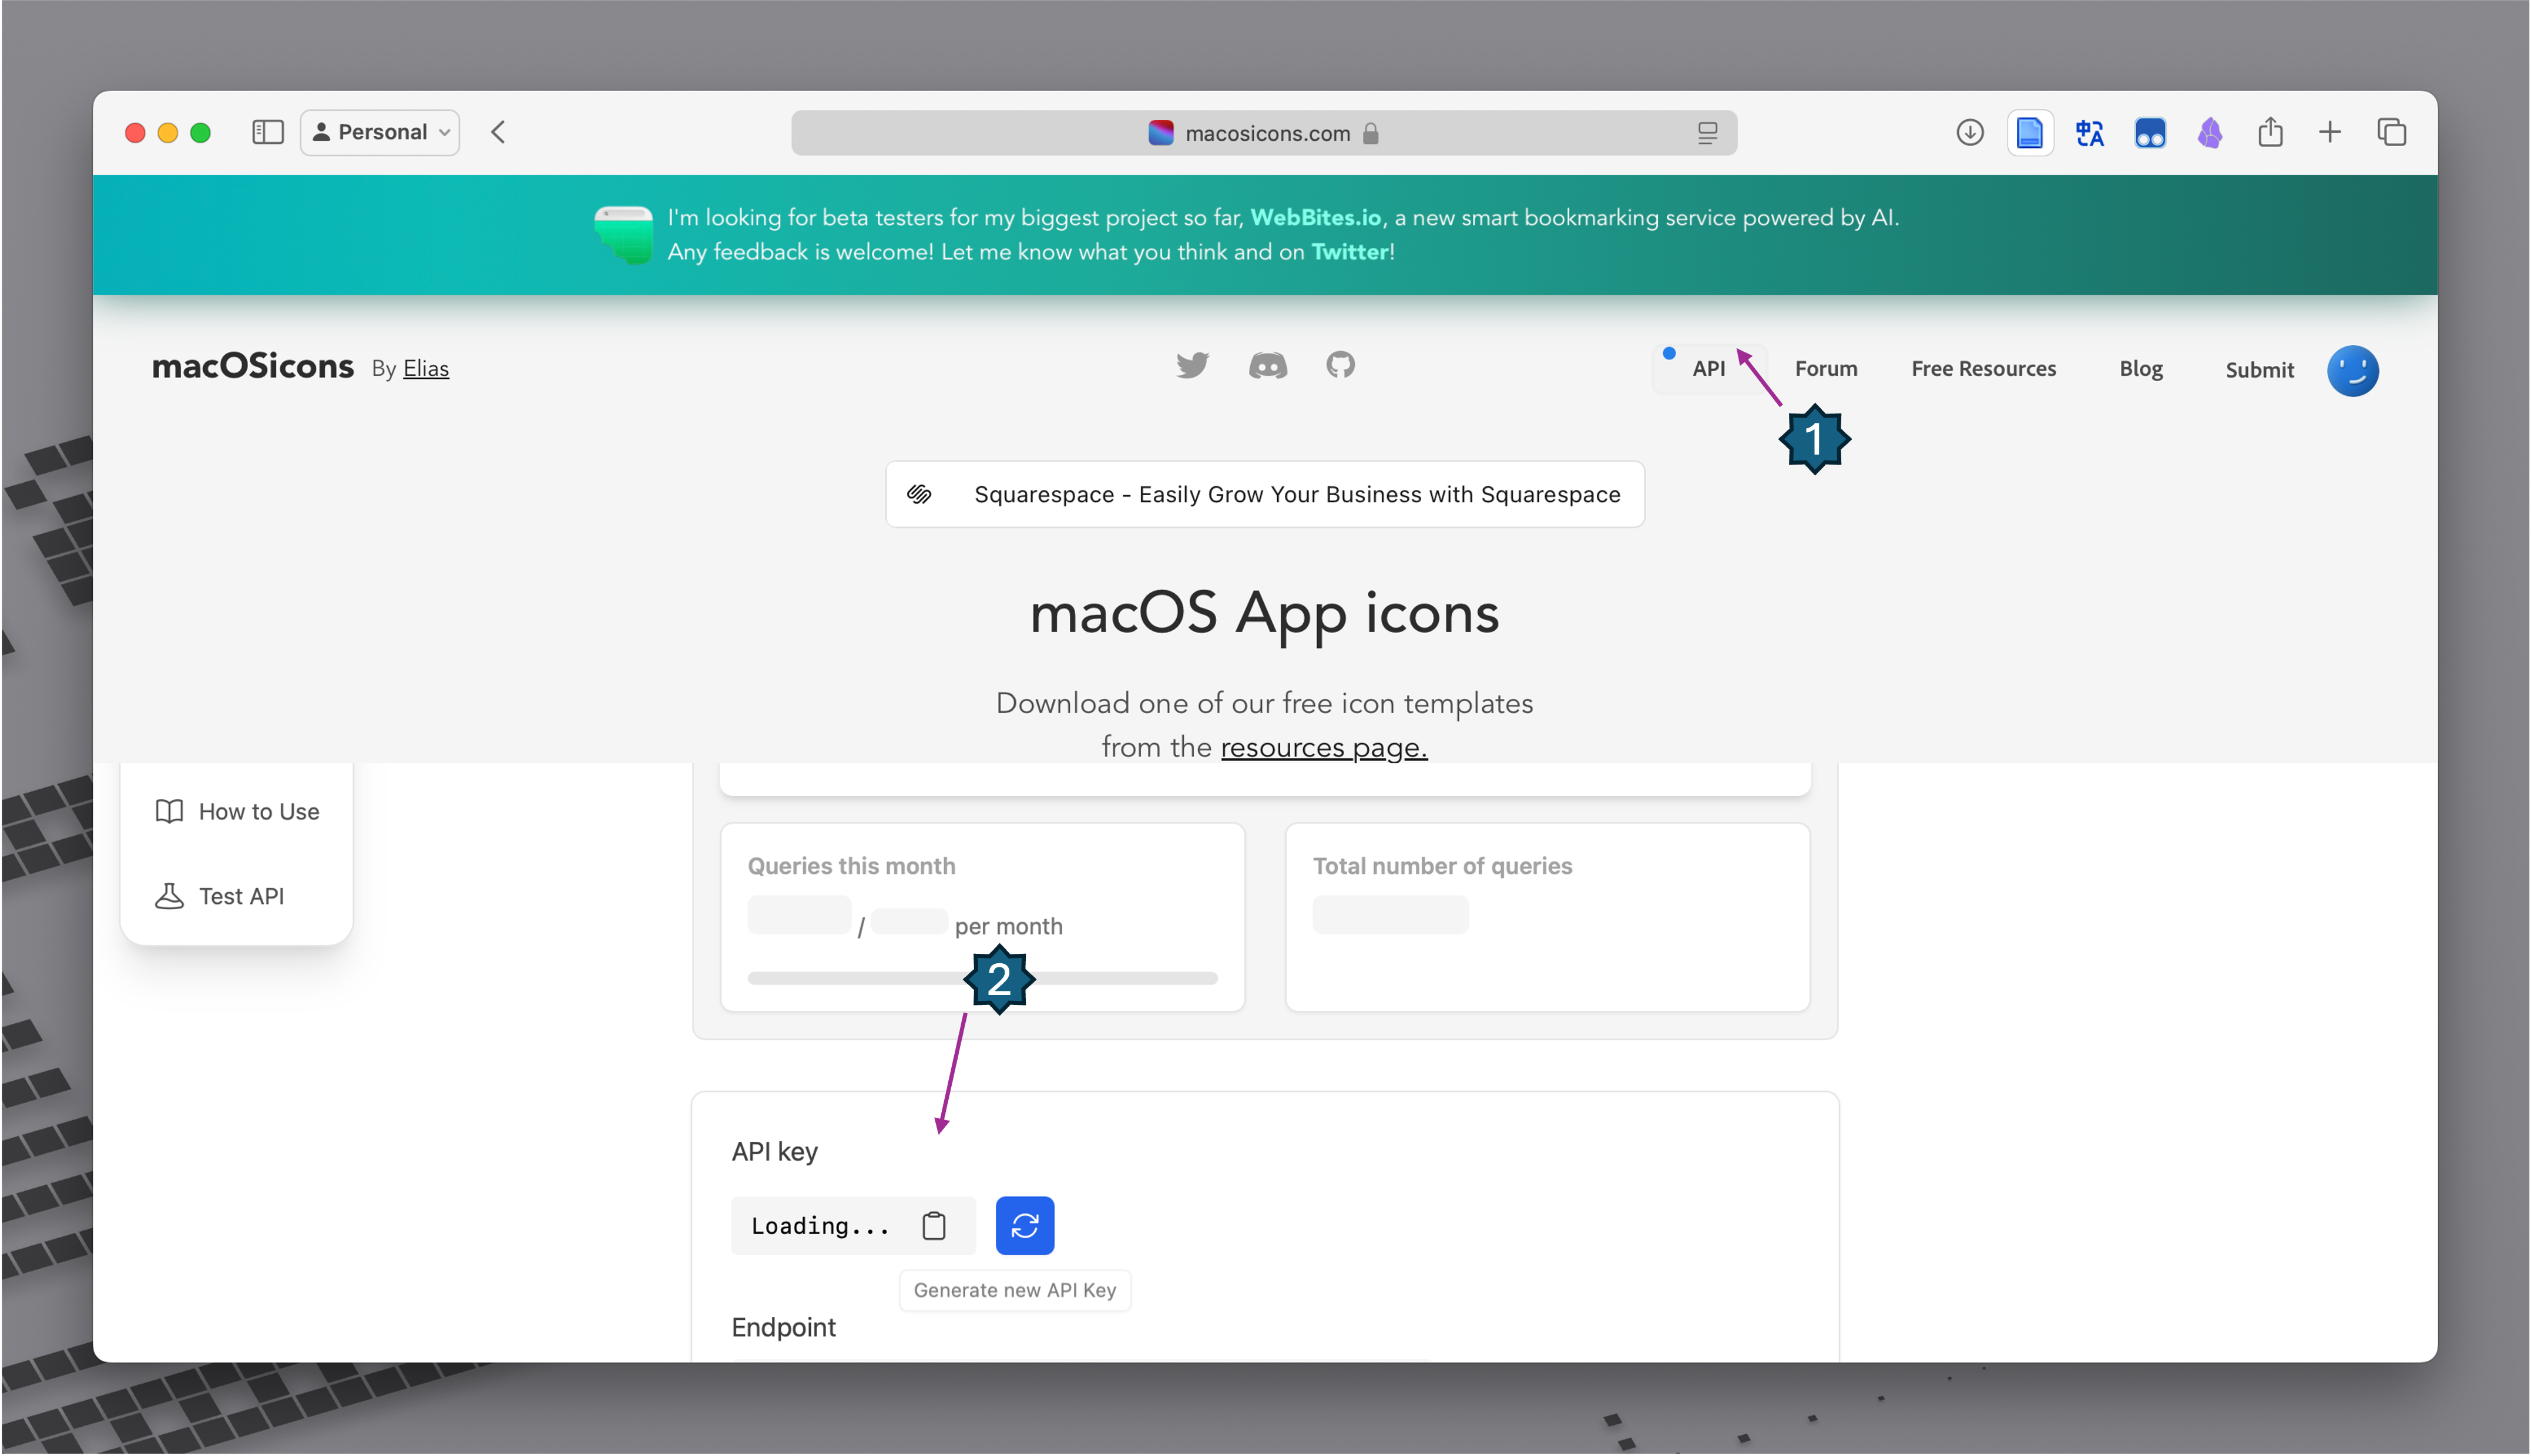 Personal
macosicons.com
I'm looking for beta testers for my biggest project so far, WebBites.io, a new smart bookmarking service powered by AI.
Any feedback is welcome! Let me know what you think and on Twitter!
macOSicons By Elias
API Forum Free Resources Blog Submit
1
Squarespace - Easily Grow Your Business with Squarespace
macOS App icons
Download one of our free icon templates
from the resources page.
How to Use
Test API
Queries this month
/ per month
Total number of queries
2
API key
Loading...
Generate new API Key
Endpoint